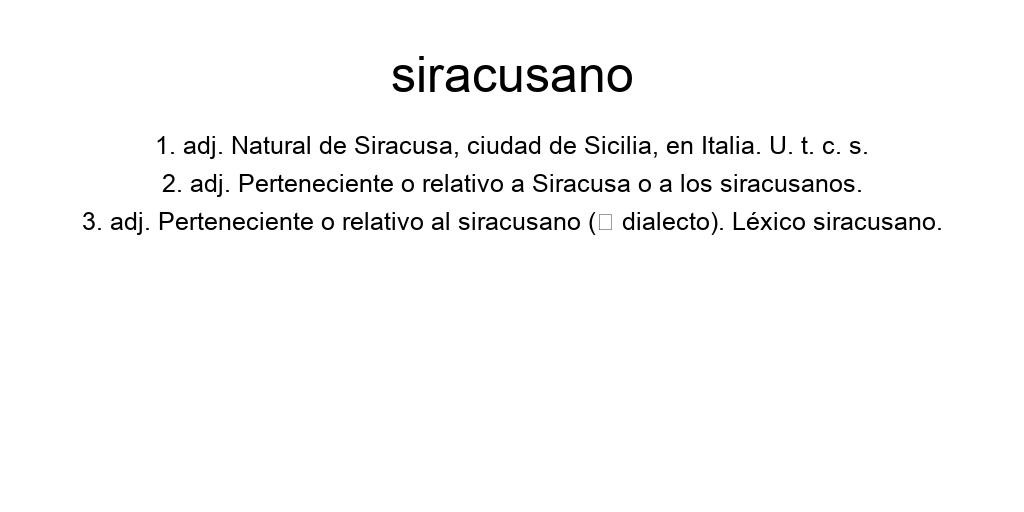 siracusano
1. adj. Natural de Siracusa, ciudad de Sicilia, en Italia. U. t. c. s.
2. adj. Perteneciente o relativo a Siracusa o a los siracusanos.
3. adj. Perteneciente o relativo al siracusano (□ dialecto). Léxico siracusano.